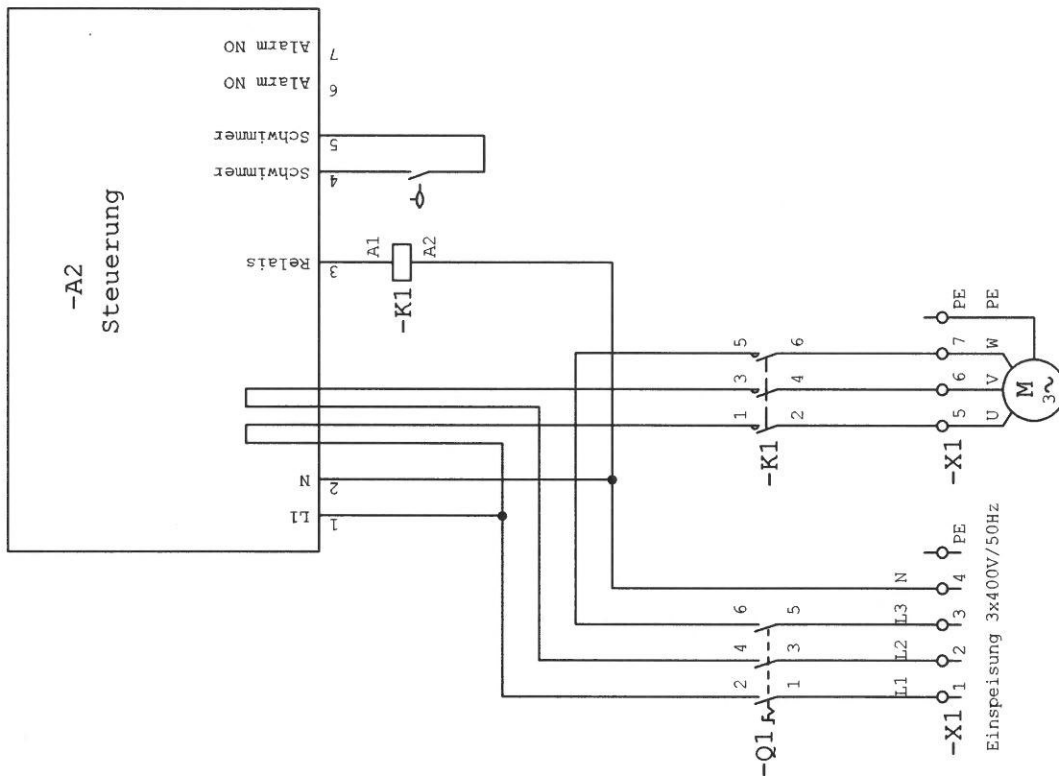 -A2
Steuerung
Alarm NO
7
Alarm NO
6
Schwimmer
5
Schwimmer
4
Relais
3
N
2
L1
1
A1
A2
-K1
5
3
1
6
4
2
-K1
PE
7
6
5
-X1
PE
W
V
U
M
3~
6
4
2
5
3
1
-Q1
N
L3
L2
L1
PE
4
3
2
1
-X1
Einspeisung 3x400V/50Hz